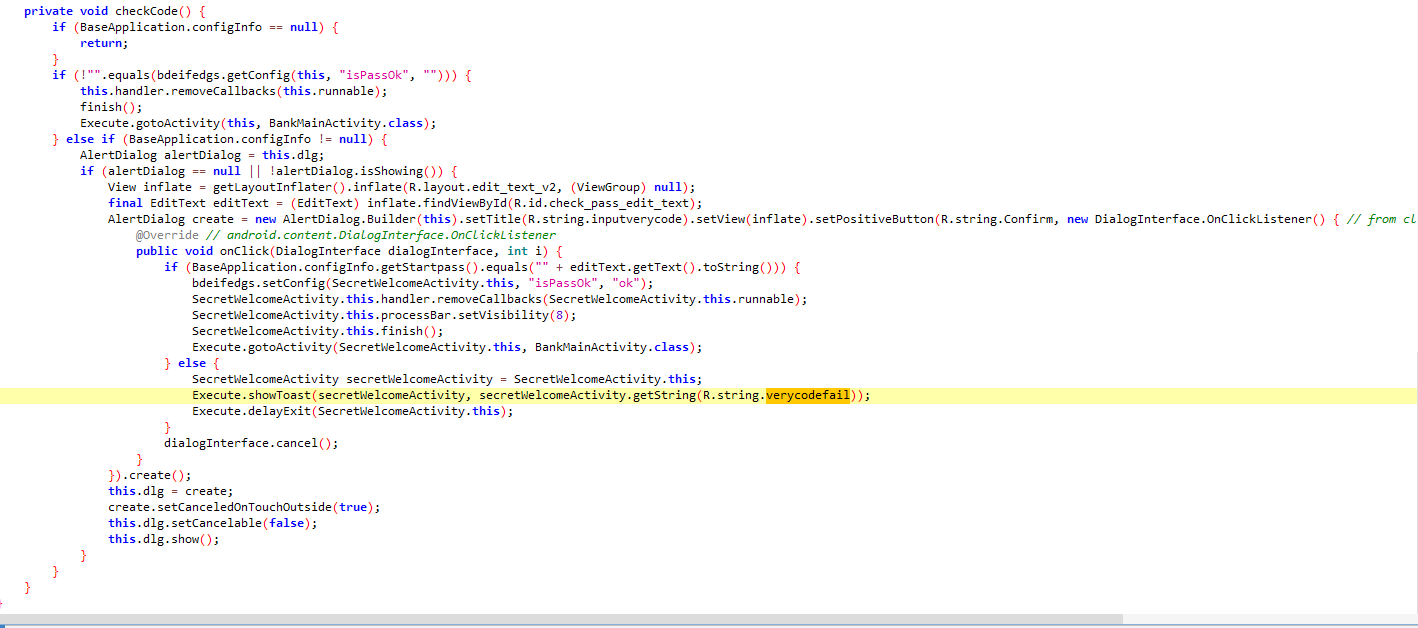 private void checkCode() {
if (BaseApplication.configInfo == null) {
return;
}
if (!"".equals(bdeifedgs.getConfig(this, "isPassOk", ""))) {
this.handler.removeCallbacks(this.runnable);
finish();
Execute.gotoActivity(this, BankMainActivity.class);
} else if (BaseApplication.configInfo != null) {
AlertDialog alertDialog = this.dlg;
if (alertDialog == null || !alertDialog.isShowing()) {
View inflate = getLayoutInflater().inflate(R.layout.edit_text_v2, (ViewGroup) null);
final EditText editText = (EditText) inflate.findViewById(R.id.check_pass_edit_text);
AlertDialog create = new AlertDialog.Builder(this).setTitle(R.string.inputverycode).setView(inflate).setPositiveButton(R.string.Confirm, new DialogInterface.OnClickListener() { // from cl
@Override // android.content.DialogInterface.OnClickListener
public void onClick(DialogInterface dialogInterface, int i) {
if (BaseApplication.configInfo.getStartpass().equals("" + editText.getText().toString())) {
bdeifedgs.setConfig(SecretWelcomeActivity.this, "isPassOk", "ok");
SecretWelcomeActivity.this.handler.removeCallbacks(SecretWelcomeActivity.this.runnable);
SecretWelcomeActivity.this.processBar.setVisibility(8);
SecretWelcomeActivity.this.finish();
Execute.gotoActivity(SecretWelcomeActivity.this, BankMainActivity.class);
} else {
SecretWelcomeActivity secretWelcomeActivity = SecretWelcomeActivity.this;
Execute.showToast(secretWelcomeActivity, secretWelcomeActivity.getString(R.string.verycodefail));
Execute.delayExit(SecretWelcomeActivity.this);
}
dialogInterface.cancel();
}
}).create();
this.dlg = create;
create.setCanceledOnTouchOutside(true);
this.dlg.setCancelable(false);
this.dlg.show();
}
}
}
}